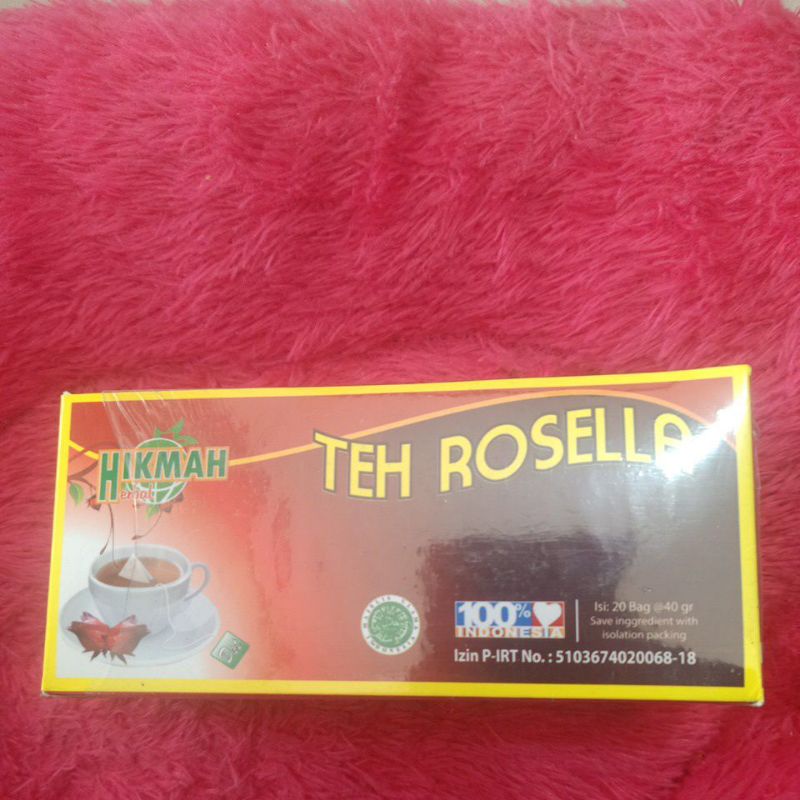 HIKMAH
Herbal
TEH ROSELLA
100%
INDONESIA
Isi: 20 Bag @40 gr
Save inggredient with
isolation packing
Izin P-IRT No. : 5103674020068-18